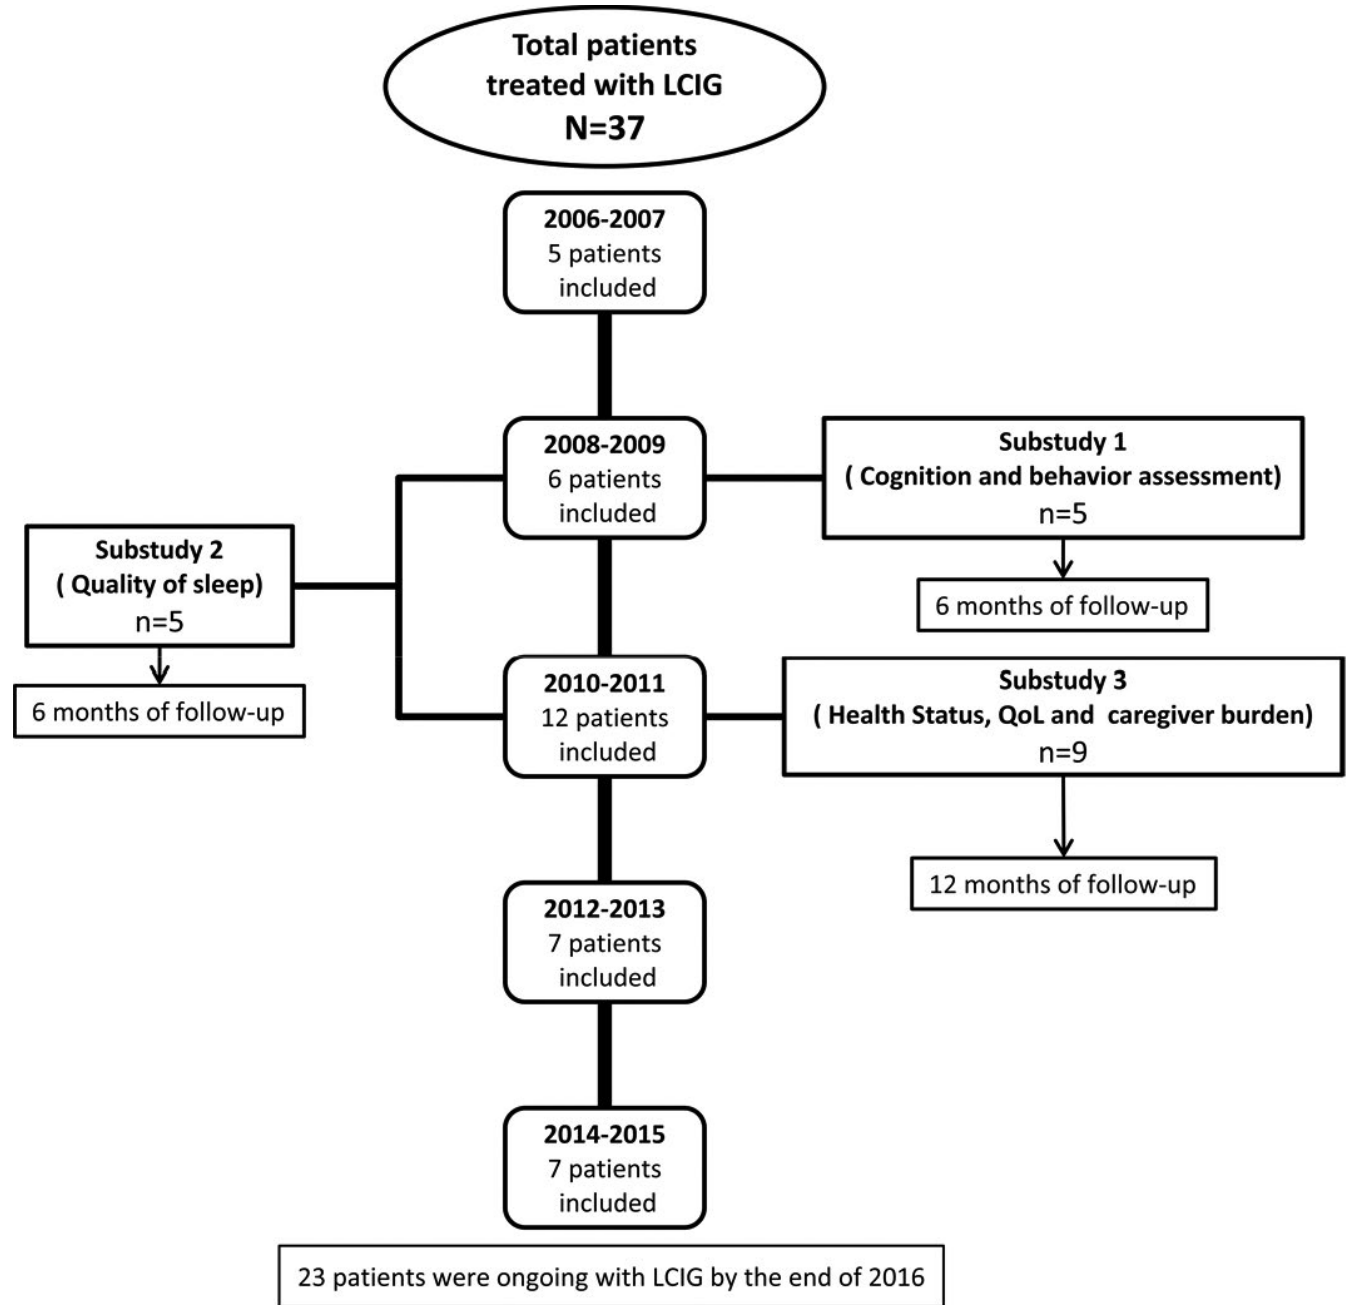 Total patients
treated with LCIG
N=37
2006-2007
5 patients
included
2008-2009
6 patients
included
Substudy 1
( Cognition and behavior assessment)
n=5
6 months of follow-up
Substudy 2
( Quality of sleep)
n=5
6 months of follow-up
2010-2011
12 patients
included
Substudy 3
( Health Status, QoL and caregiver burden)
n=9
12 months of follow-up
2012-2013
7 patients
included
2014-2015
7 patients
included
23 patients were ongoing with LCIG by the end of 2016